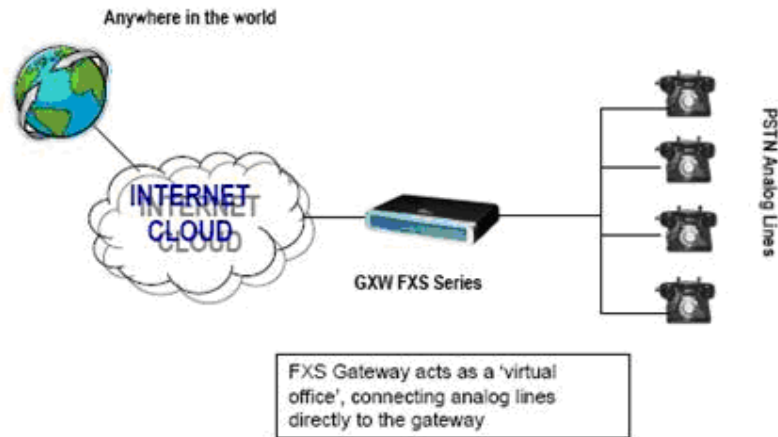 Anywhere in the world
INTERNET
CLOUD
GXW FXS Series
PSTN Analog Lines
FXS Gateway acts as a 'virtual
office', connecting analog lines
directly to the gateway